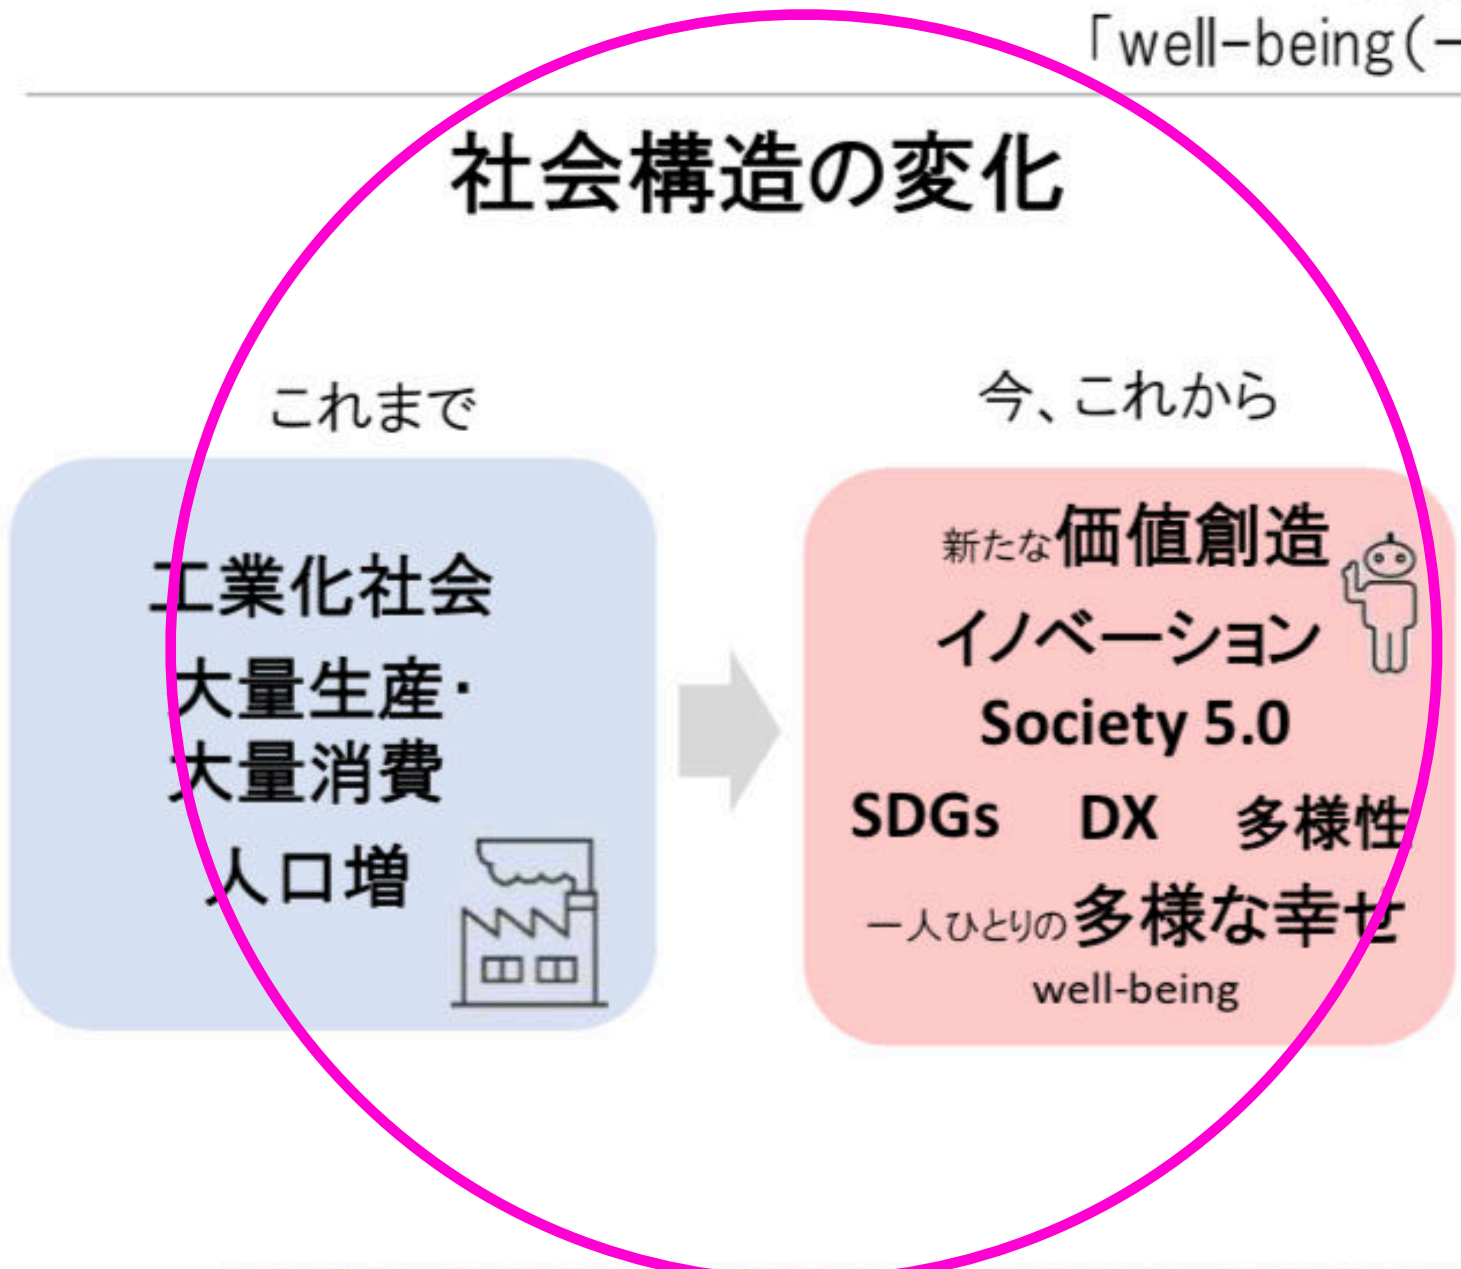 「well-being(
社会構造の変化
これまで
今、これから
工業化社会
大量生産・
大量消費
人口増
新たな価値創造
イノベーション
Society 5.0
SDGs DX 多様性
一人ひとりの多様な幸せ
well-being